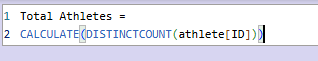 1 Total Athletes =
2 CALCULATE(DISTINCTCOUNT(athlete[ID]))